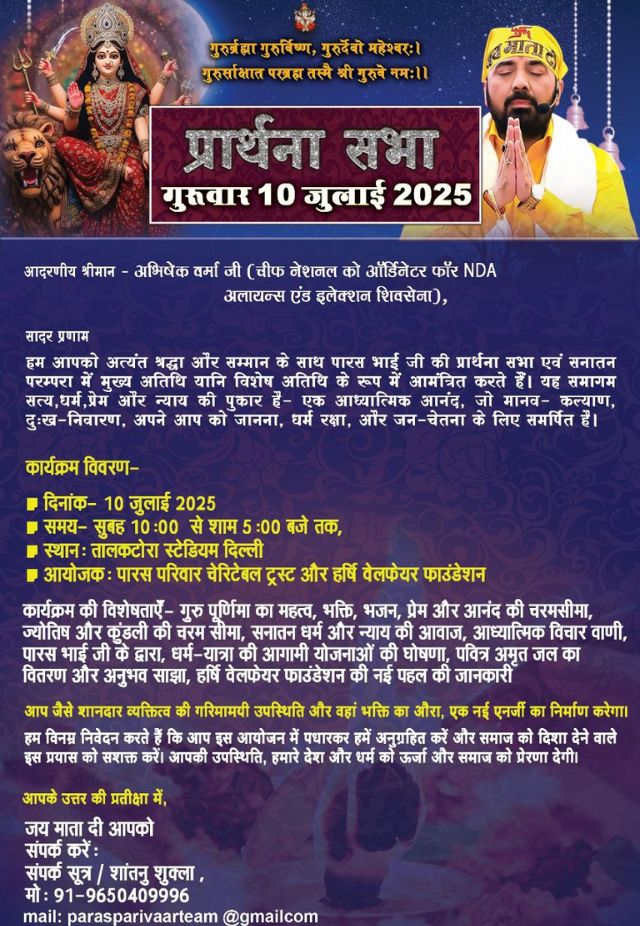 गुरुर्ब्रह्मा गुरुर्विष्णु, गुरुर्देवो महेश्वरः।
गुरुर्साक्षात परब्रह्म तस्मै श्री गुरुवे नमः।।
माता दी
प्रार्थना सभा
गुरूवार 10 जुलाई 2025
आदरणीय श्रीमान - अभिषेक वर्मा जी (चीफ नेशनल को ऑर्डिनेटर फॉर NDA
अलायन्स एंड इलेक्शन शिवसेना),
सादर प्रणाम
हम आपको अत्यंत श्रद्धा और सम्मान के साथ पारस भाई जी की प्रार्थना सभा एवं सनातन
परम्परा में मुख्य अतिथि यानि विशेष अतिथि के रूप में आमंत्रित करते हैं। यह समागम
सत्य,धर्म,प्रेम और न्याय की पुकार है- एक आध्यात्मिक आनंद, जो मानव- कल्याण,
दुःख-निवारण, अपने आप को जानना, धर्म रक्षा, और जन-चेतना के लिए समर्पित है।
कार्यक्रम विवरण-
दिनांक- 10 जुलाई 2025
समय- सुबह 10:00 से शाम 5:00 बजे तक,
स्थान: तालकटोरा स्टेडियम दिल्ली
आयोजक: पारस परिवार चेरिटेबल ट्रस्ट और हर्षि वेलफेयर फाउंडेशन
कार्यक्रम की विशेषताएँ- गुरु पूर्णिमा का महत्व, भक्ति, भजन, प्रेम और आनंद की चरमसीमा,
ज्योतिष और कुंडली की चरम सीमा, सनातन धर्म और न्याय की आवाज, आध्यात्मिक विचार वाणी,
पारस भाई जी के द्वारा, धर्म-यात्रा की आगामी योजनाओं की घोषणा, पवित्र अमृत जल का
वितरण और अनुभव साझा, हर्षि वेलफेयर फाउंडेशन की नई पहल की जानकारी
आप जैसे शानदार व्यक्तित्व की गरिमामयी उपस्थिति और वहां भक्ति का औरा, एक नई एनर्जी का निर्माण करेगा।
हम विनम्र निवेदन करते हैं कि आप इस आयोजन में पधारकर हमें अनुग्रहित करें और समाज को दिशा देने वाले
इस प्रयास को सशक्त करें। आपकी उपस्थिति, हमारे देश और धर्म को ऊर्जा और समाज को प्रेरणा देगी।
आपके उत्तर की प्रतीक्षा में,
जय माता दी आपको
संपर्क करें :
संपर्क सूत्र / शांतनु शुक्ला ,
मो: 91-9650409996
mail: parasparivaarteam @gmailcom